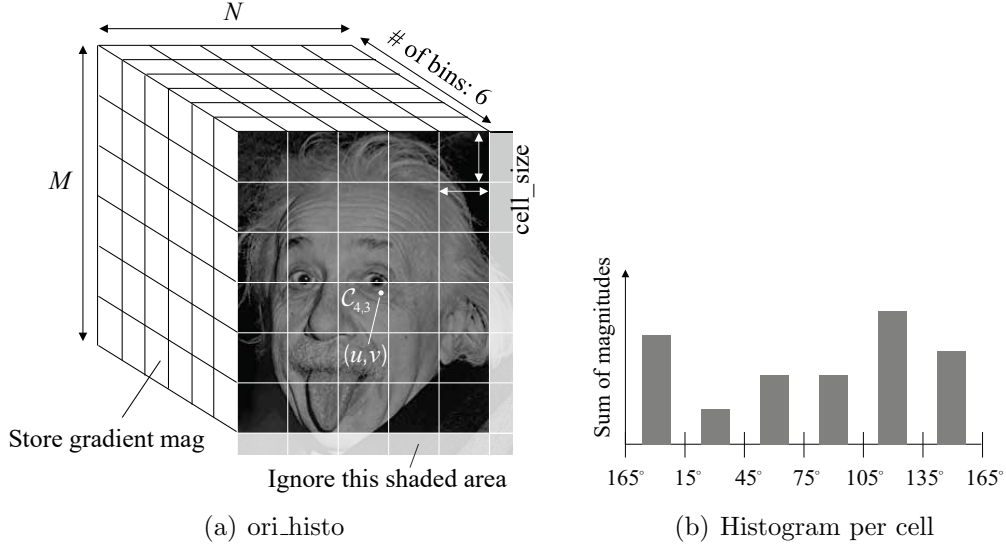 N
# of bins: 6
M
cell_size
C4,3
(u,v)
Store gradient mag
Ignore this shaded area
(a) ori_histo
Sum of magnitudes
165° 15° 45° 75° 105° 135° 165°
(b) Histogram per cell